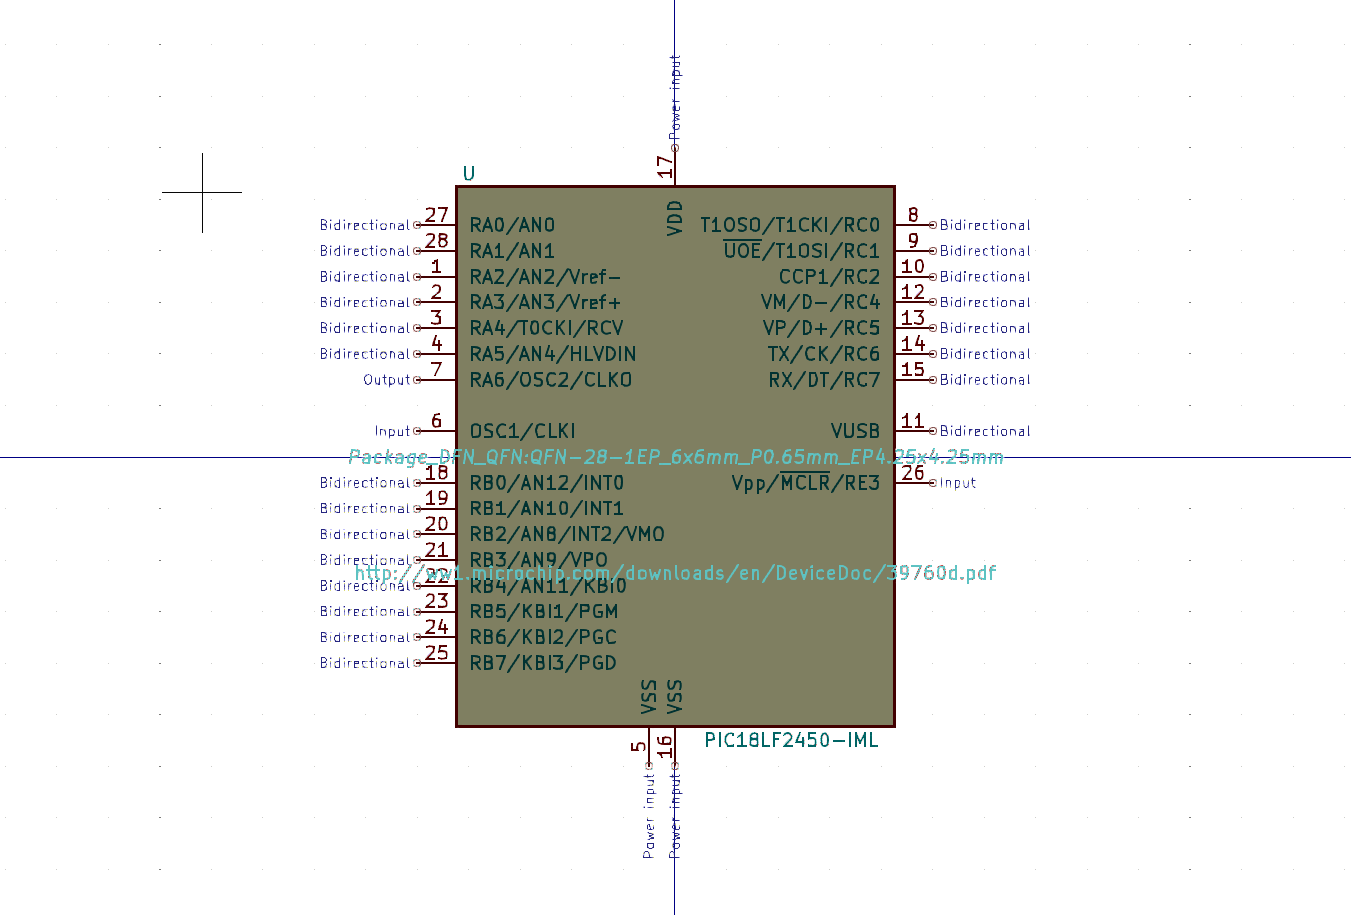 Power input
17
U
VDD
Bidirectional 27 RA0/AN0 T1OSO/T1CKI/RC0 8 Bidirectional
Bidirectional 28 RA1/AN1 UOE/T1OSI/RC1 9 Bidirectional
Bidirectional 1 RA2/AN2/Vref- CCP1/RC2 10 Bidirectional
Bidirectional 2 RA3/AN3/Vref+ VM/D-/RC4 12 Bidirectional
Bidirectional 3 RA4/T0CKI/RCV VP/D+/RC5 13 Bidirectional
Bidirectional 4 RA5/AN4/HLVDIN TX/CK/RC6 14 Bidirectional
Output 7 RA6/OSC2/CLKO RX/DT/RC7 15 Bidirectional
Input 6 OSC1/CLKI VUSB 11 Bidirectional
Package_DFN_QFN:QFN-28-1EP_6x6mm_P0.65mm_EP4.25x4.25mm
Bidirectional 18 RB0/AN12/INT0 Vpp/MCLR/RE3 26 Input
Bidirectional 19 RB1/AN10/INT1
Bidirectional 20 RB2/AN8/INT2/VMO
Bidirectional 21 RB3/AN9/VPO
http://ww1.microchip.com/downloads/en/DeviceDoc/39760d.pdf
Bidirectional 22 RB4/AN11/KBI0
Bidirectional 23 RB5/KBI1/PGM
Bidirectional 24 RB6/KBI2/PGC
Bidirectional 25 RB7/KBI3/PGD
VSS VSS
5 16 PIC18LF2450-IML
Power input Power input